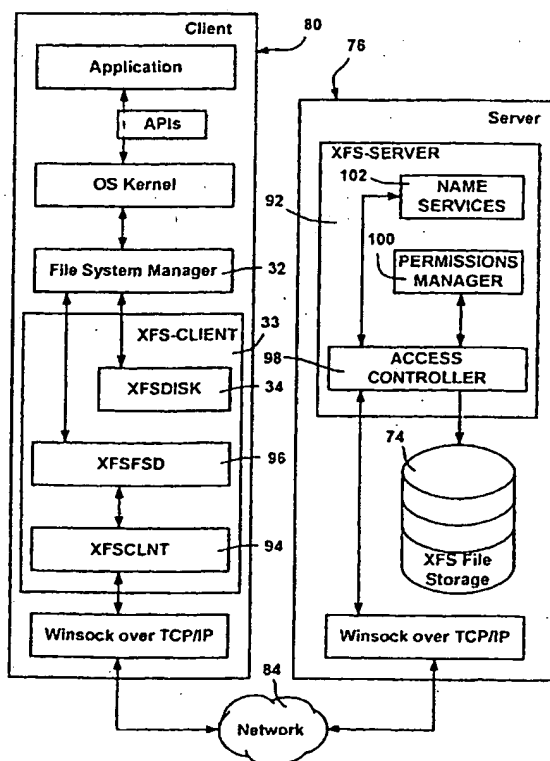 Client
80
Application
76
APIs
Server
XFS-SERVER
102
NAME
SERVICES
OS Kernel
92
100
PERMISSIONS
MANAGER
File System Manager
32
33
XFS-CLIENT
98
ACCESS
CONTROLLER
XFSDISK
34
74
XFSFSD
96
XFSCLNT
94
XFS File
Storage
Winsock over TCP/IP
Winsock over TCP/IP
84
Network